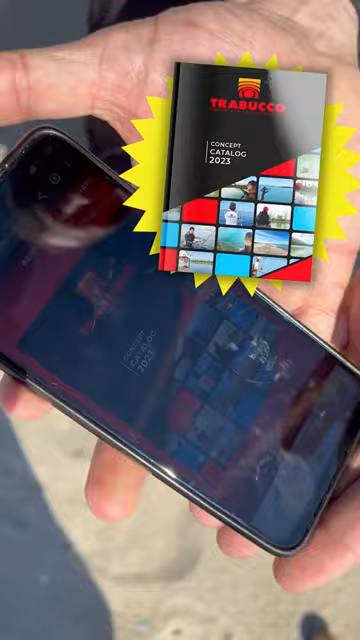 TRABUCCO
CONCEPT
CATALOG
2023
CONCEPT
CATALOG
2023